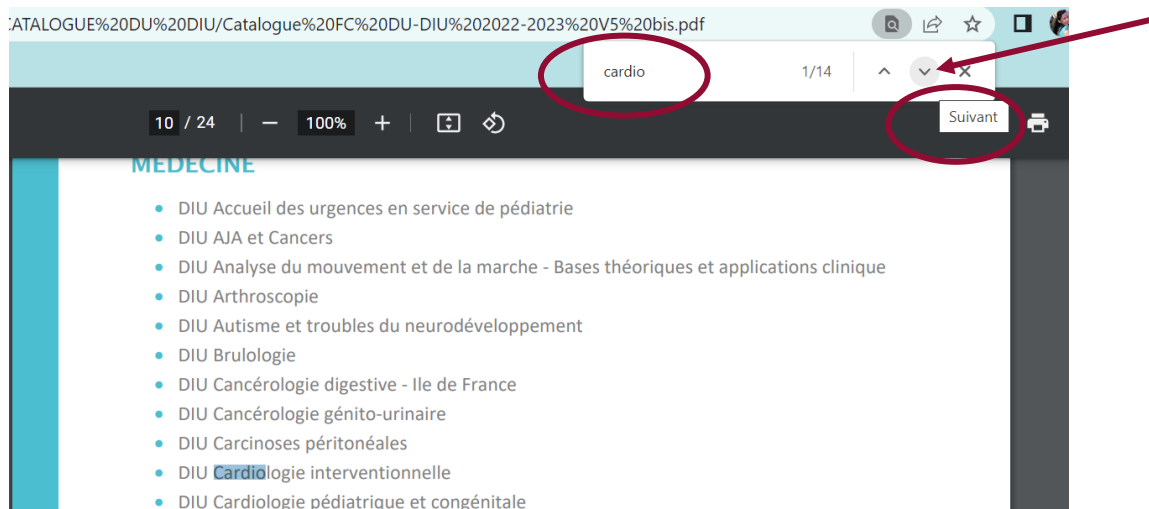 .ATALOGUE%20DU%20DIU/Catalogue%20FC%20DU-DIU%202022-2023%20V5%20bis.pdf
cardio 1/14
Suivant
10 / 24 | − 100% + |
MEDECINE
• DIU Accueil des urgences en service de pédiatrie
• DIU AJA et Cancers
• DIU Analyse du mouvement et de la marche - Bases théoriques et applications clinique
• DIU Arthroscopie
• DIU Autisme et troubles du neurodéveloppement
• DIU Brulologie
• DIU Cancérologie digestive - Ile de France
• DIU Cancérologie génito-urinaire
• DIU Carcinoses péritonéales
• DIU Cardiologie interventionnelle
• DIU Cardiologie pédiatrique et congénitale